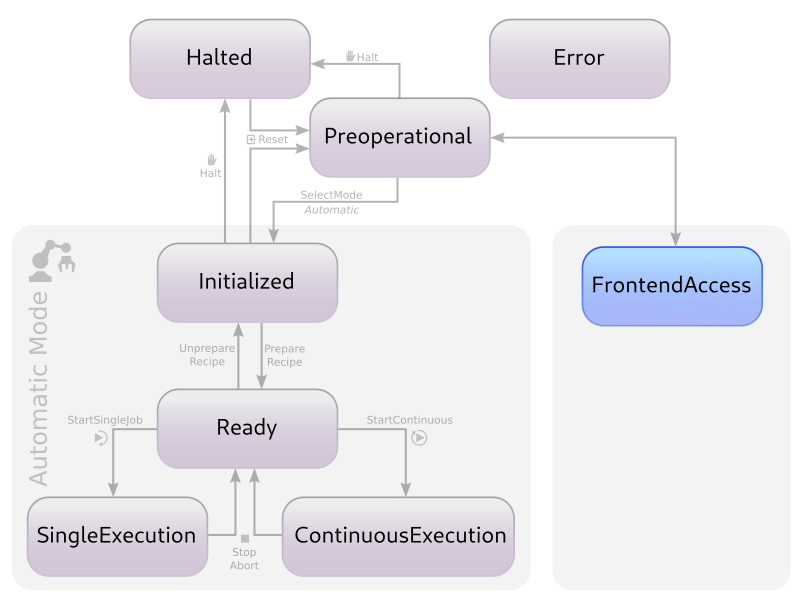 Halted
Error
Halt
Preoperational
Reset
Halt
SelectMode
Automatic
Automatic Mode
Initialized
FrontendAccess
Unprepare
Recipe
Prepare
Recipe
StartSingleJob
Ready
StartContinuous
SingleExecution
ContinuousExecution
Stop
Abort